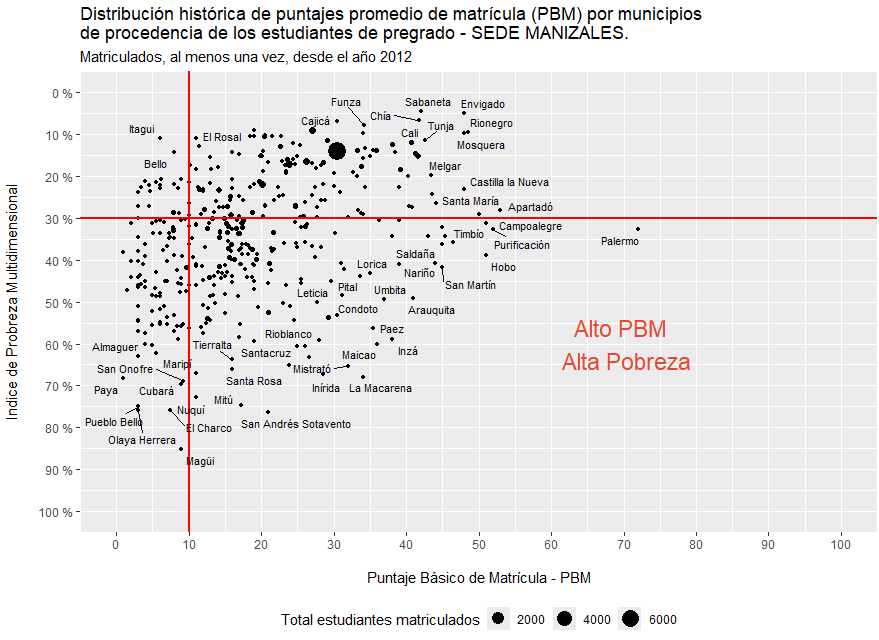 Distribución histórica de puntajes promedio de matrícula (PBM) por municipios
de procedencia de los estudiantes de pregrado - SEDE MANIZALES.
Matriculados, al menos una vez, desde el año 2012
Indice de Probreza Multidimensional
0 %
10 %
20 %
30 %
40 %
50 %
60 %
70 %
80 %
90 %
100 %
Funza
Sabaneta
Envigado
Chía
Cajicá
Tunja
Rionegro
Itagui
El Rosal
Cali
Mosquera
Bello
Melgar
Castilla la Nueva
Santa María
Apartadó
Campoalegre
Timbío
Purificación
Palermo
Saldaña
Lorica
Nariño
Hobo
Pital
Umbita
San Martín
Leticia
Condoto
Arauquita
Rioblanco
Paez
Almaguer
Tierralta
Santacruz
Maicao
Inzá
San Onofre
Maripí
Mistrató
Santa Rosa
Paya
Cubará
Inírida
La Macarena
Mitú
Nuquí
Pueblo Bello
El Charco
San Andrés Sotavento
Olaya Herrera
Magüi
Alto PBM
Alta Pobreza
0
10
20
30
40
50
60
70
80
90
100
Puntaje Básico de Matrícula - PBM
Total estudiantes matriculados
2000
4000
6000